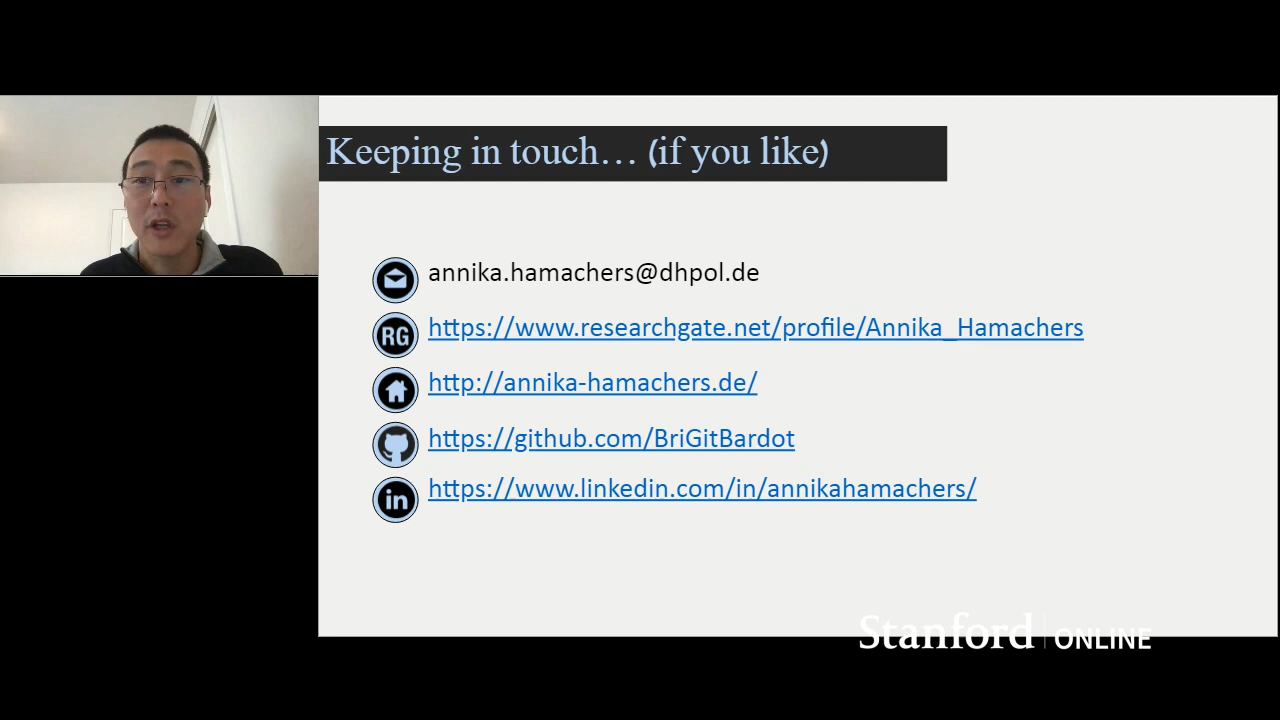 Keeping in touch... (if you like)
annika.hamachers@dhpol.de
RG https://www.researchgate.net/profile/Annika_Hamachers
http://annika-hamachers.de/
https://github.com/BriGitBardot
in https://www.linkedin.com/in/annikahamachers/
Stanford ONLINE